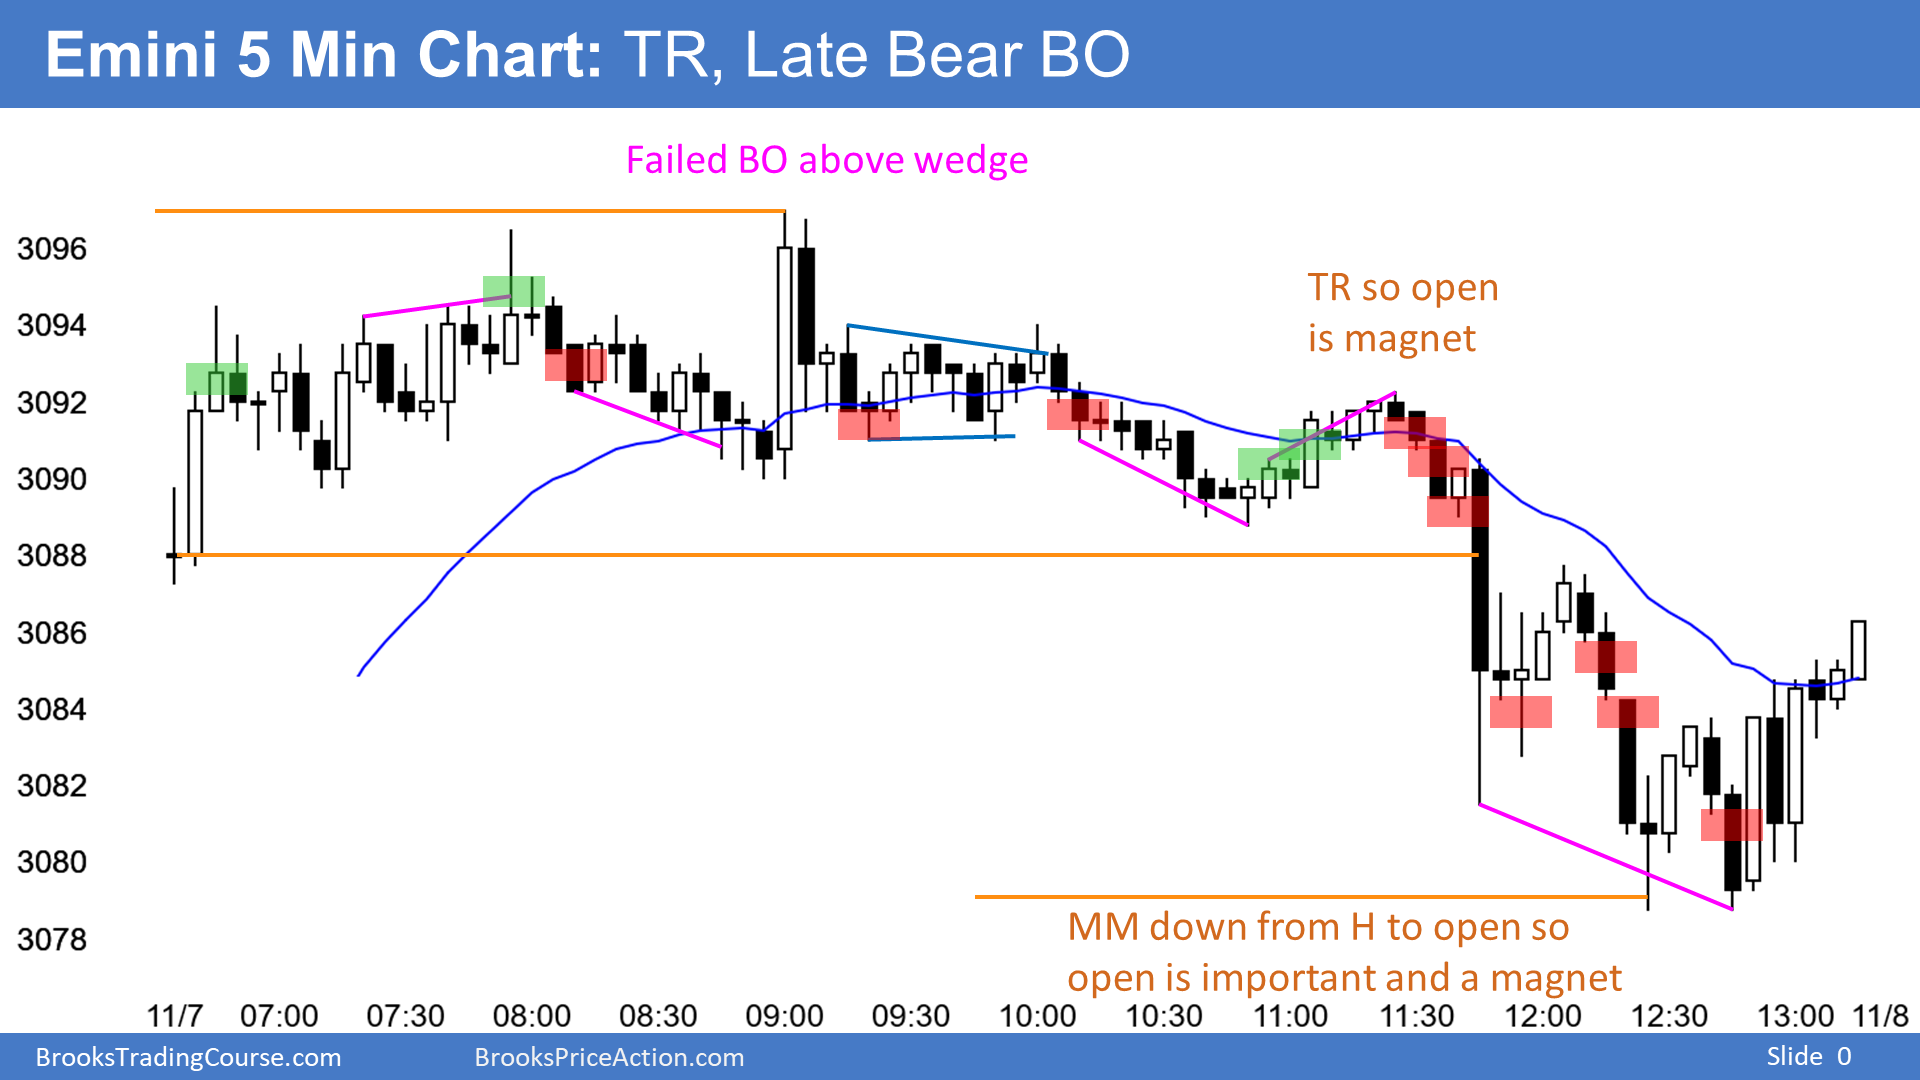 Emini 5 Min Chart: TR, Late Bear BO
Failed BO above wedge
TR so open
is magnet
3096
3094
3092
3090
3088
3086
3084
3082
3080
3078
MM down from H to open so
open is important and a magnet
11/7 07:00 07:30 08:00 08:30 09:00 09:30 10:00 10:30 11:00 11:30 12:00 12:30 13:00 11/8
BrooksTradingCourse.com BrooksPriceAction.com Slide 0